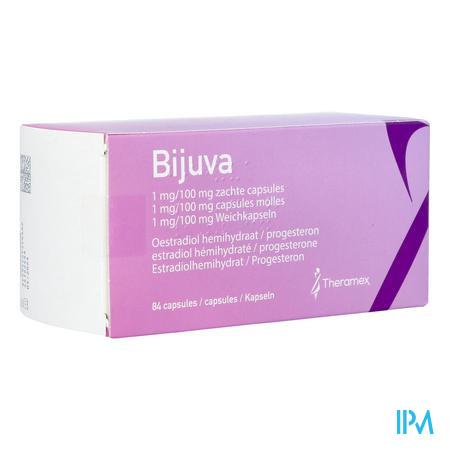 Bijuva
1 mg/100 mg zachte capsules
1 mg/100 mg capsules molles
1 mg/100 mg Weichkapseln
Oestradiol hemihydraat / progesteron
estradiol hémihydraté / progesterone
Estradiolhemihydrat / Progesteron
84 capsules / capsules / Kapseln
Theramex
IPM